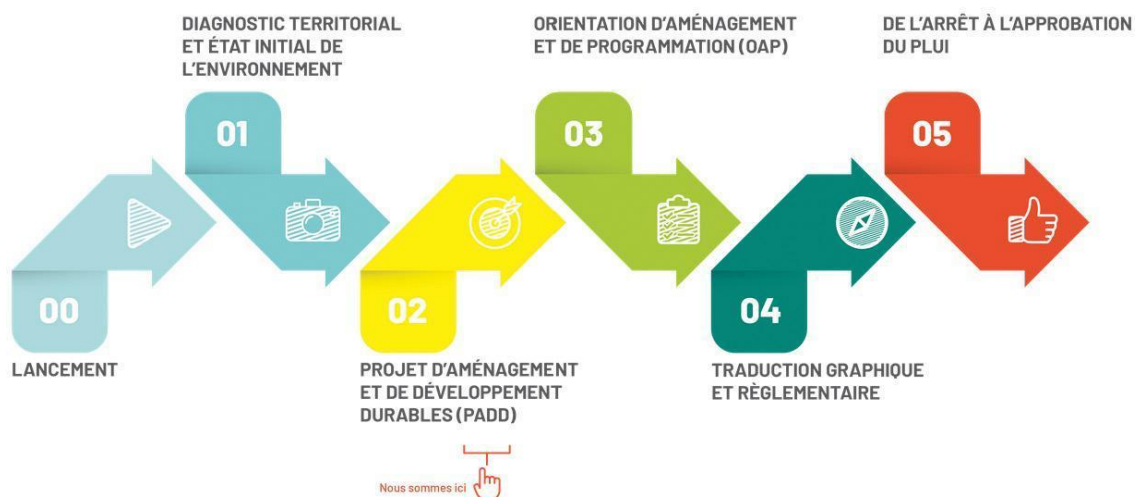 DIAGNOSTIC TERRITORIAL
ET ÉTAT INITIAL DE
L'ENVIRONNEMENT
ORIENTATION D'AMÉNAGEMENT
ET DE PROGRAMMATION (OAP)
DE L'ARRÊT À L'APPROBATION
DU PLUI
01
03
05
00
02
04
LANCEMENT
PROJET D'AMÉNAGEMENT
ET DE DÉVELOPPEMENT
DURABLES (PADD)
TRADUCTION GRAPHIQUE
ET RÈGLEMENTAIRE
Nous sommes ici